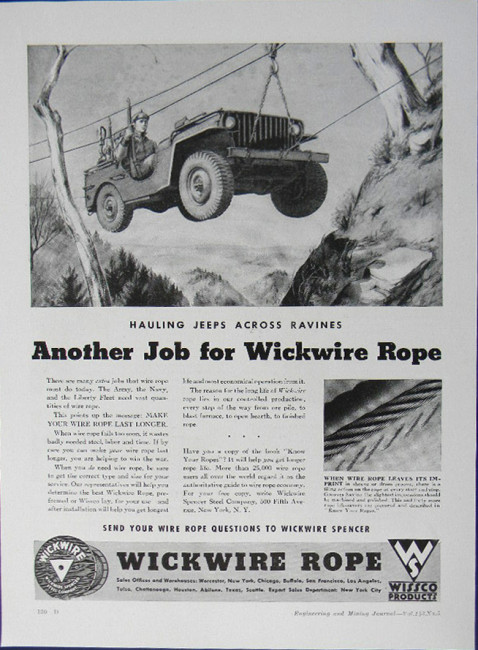 HAULING JEEPS ACROSS RAVINES
Another Job for Wickwire Rope
There are many extra jobs that wire rope
must do today. The Army, the Navy,
and the Liberty Fleet need vast quan-
tities of wire rope.
This points up the message: MAKE
YOUR WIRE ROPE LAST LONGER.
When wire rope fails too soon, it wastes
badly needed steel, labor and time. If by
care you can make your wire rope last
longer, you are helping to win the war.
When you do need wire rope, be sure
to get the correct type and size for your
service. Our representatives will help you
determine the best Wickwire Rope, pre-
formed or Wissco lay, for your use and
after installation will help you get longest
life and most economical operation from it.
The reason for the long life of Wickwire
rope lies in our controlled production,
every step of the way from ore pile, to
blast furnace, to open hearth, to finished
rope
Have you a copy of the book "Know
Your Ropes"? It will help you get longer
rope life. More than 25,000 wire rope
users all over the world regard it as the
authoritative guide to wire rope economy.
For your free copy, write Wickwire
Spencer Steel Company, 500 Fifth Ave-
nue, New York, N. Y.
WHEN WIRE ROPE LEAVES ITS IM-
PRINT
"Know Your Ropes."
SEND YOUR WIRE ROPE QUESTIONS TO WICKWIRE SPENCER
WICKWIRE
ROPE
WICKWIRE ROPE
Sales Offices and Warehouses: Worcester, New York, Chicago, Buffalo, San Francisco, Los Angeles,
Tulsa, Chattanooga, Houston, Abilene, Texas, Seattle. Export Sales Department: New York City
WS
WISSCO
PRODUCTS
Engineering and Mining Journal